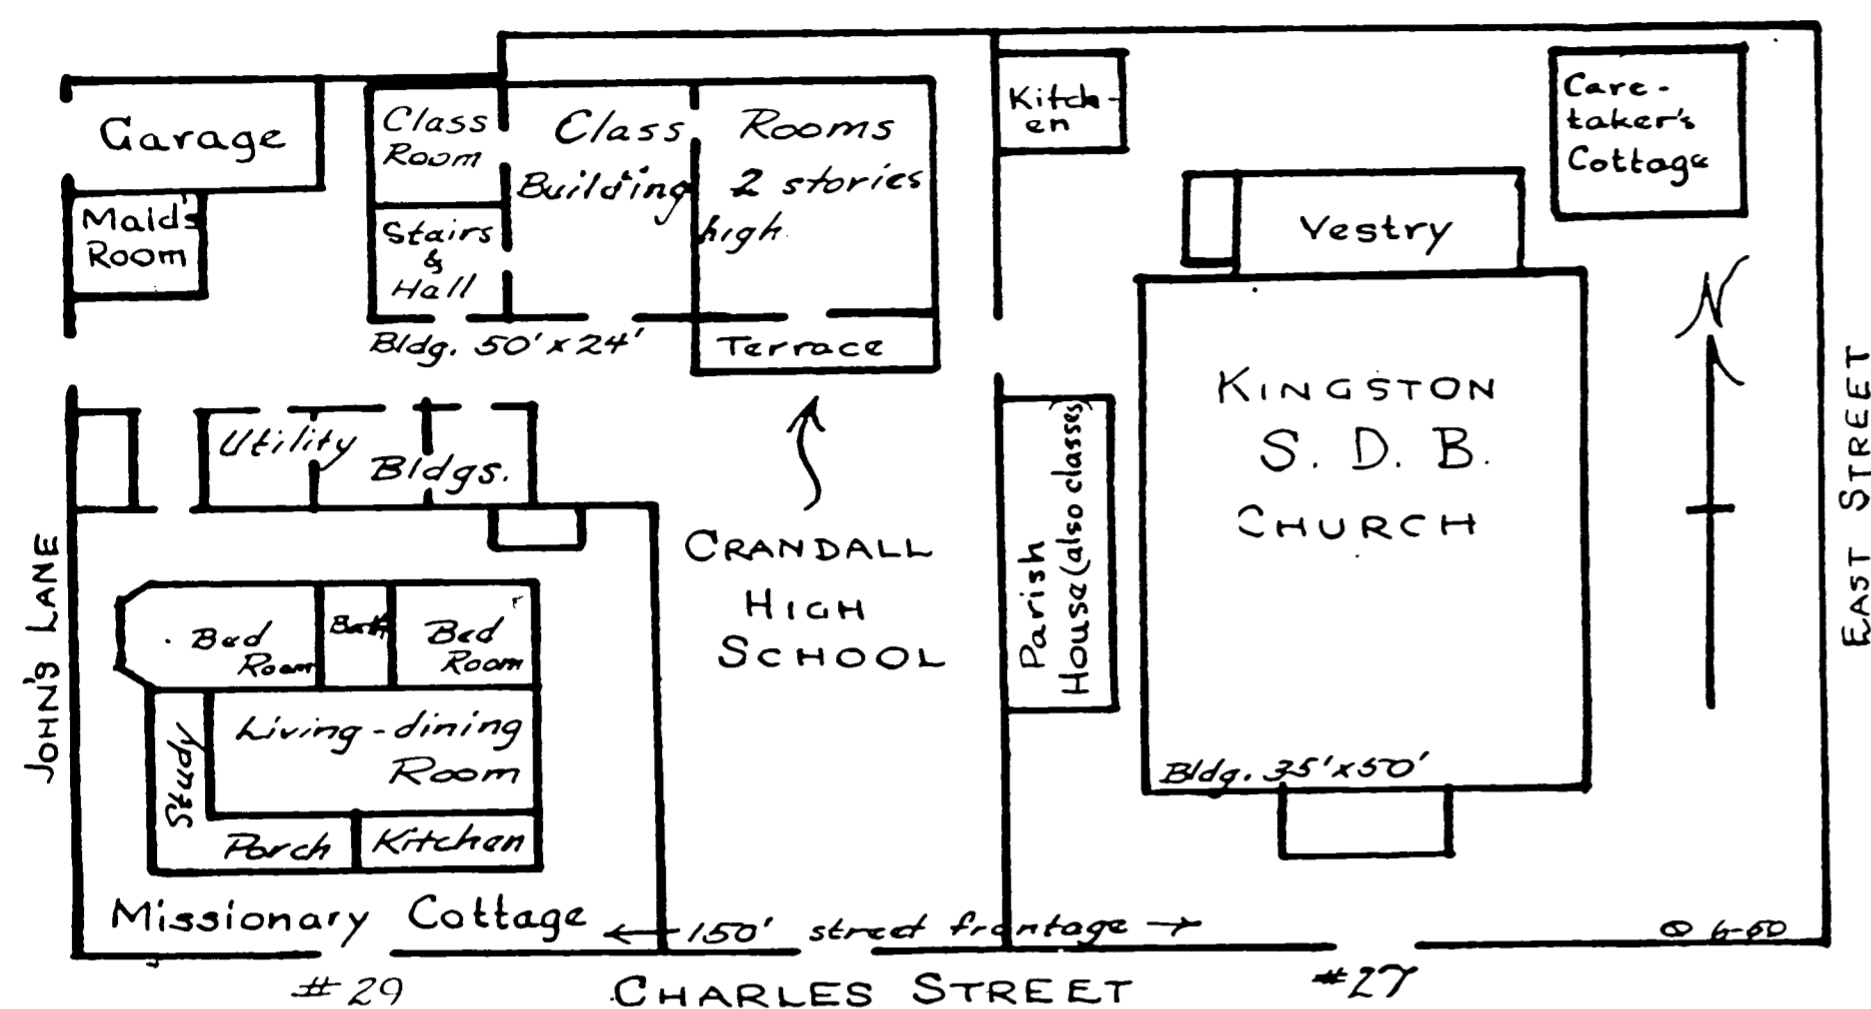 Garage
Maid's
Room
Class
Room
Stairs
&
Hall
Class Rooms
Building 2 stories
high.
Bldg. 50' x 24'
Terrace
Kitch-
en
Care-
taker's
Cottage
Vestry
N
KINGSTON
S. D. B.
CHURCH
Bldg. 35' x 50'
EAST STREET
Utility
Bldgs.
CRANDALL
HIGH
SCHOOL
Parish
House (also classes)
JOHN'S LANE
Bed
Room
Bath
Bed
Room
Study
Living-dining
Room
Porch
Kitchen
Missionary Cottage
150' street frontage
6-50
#29
CHARLES STREET
#27